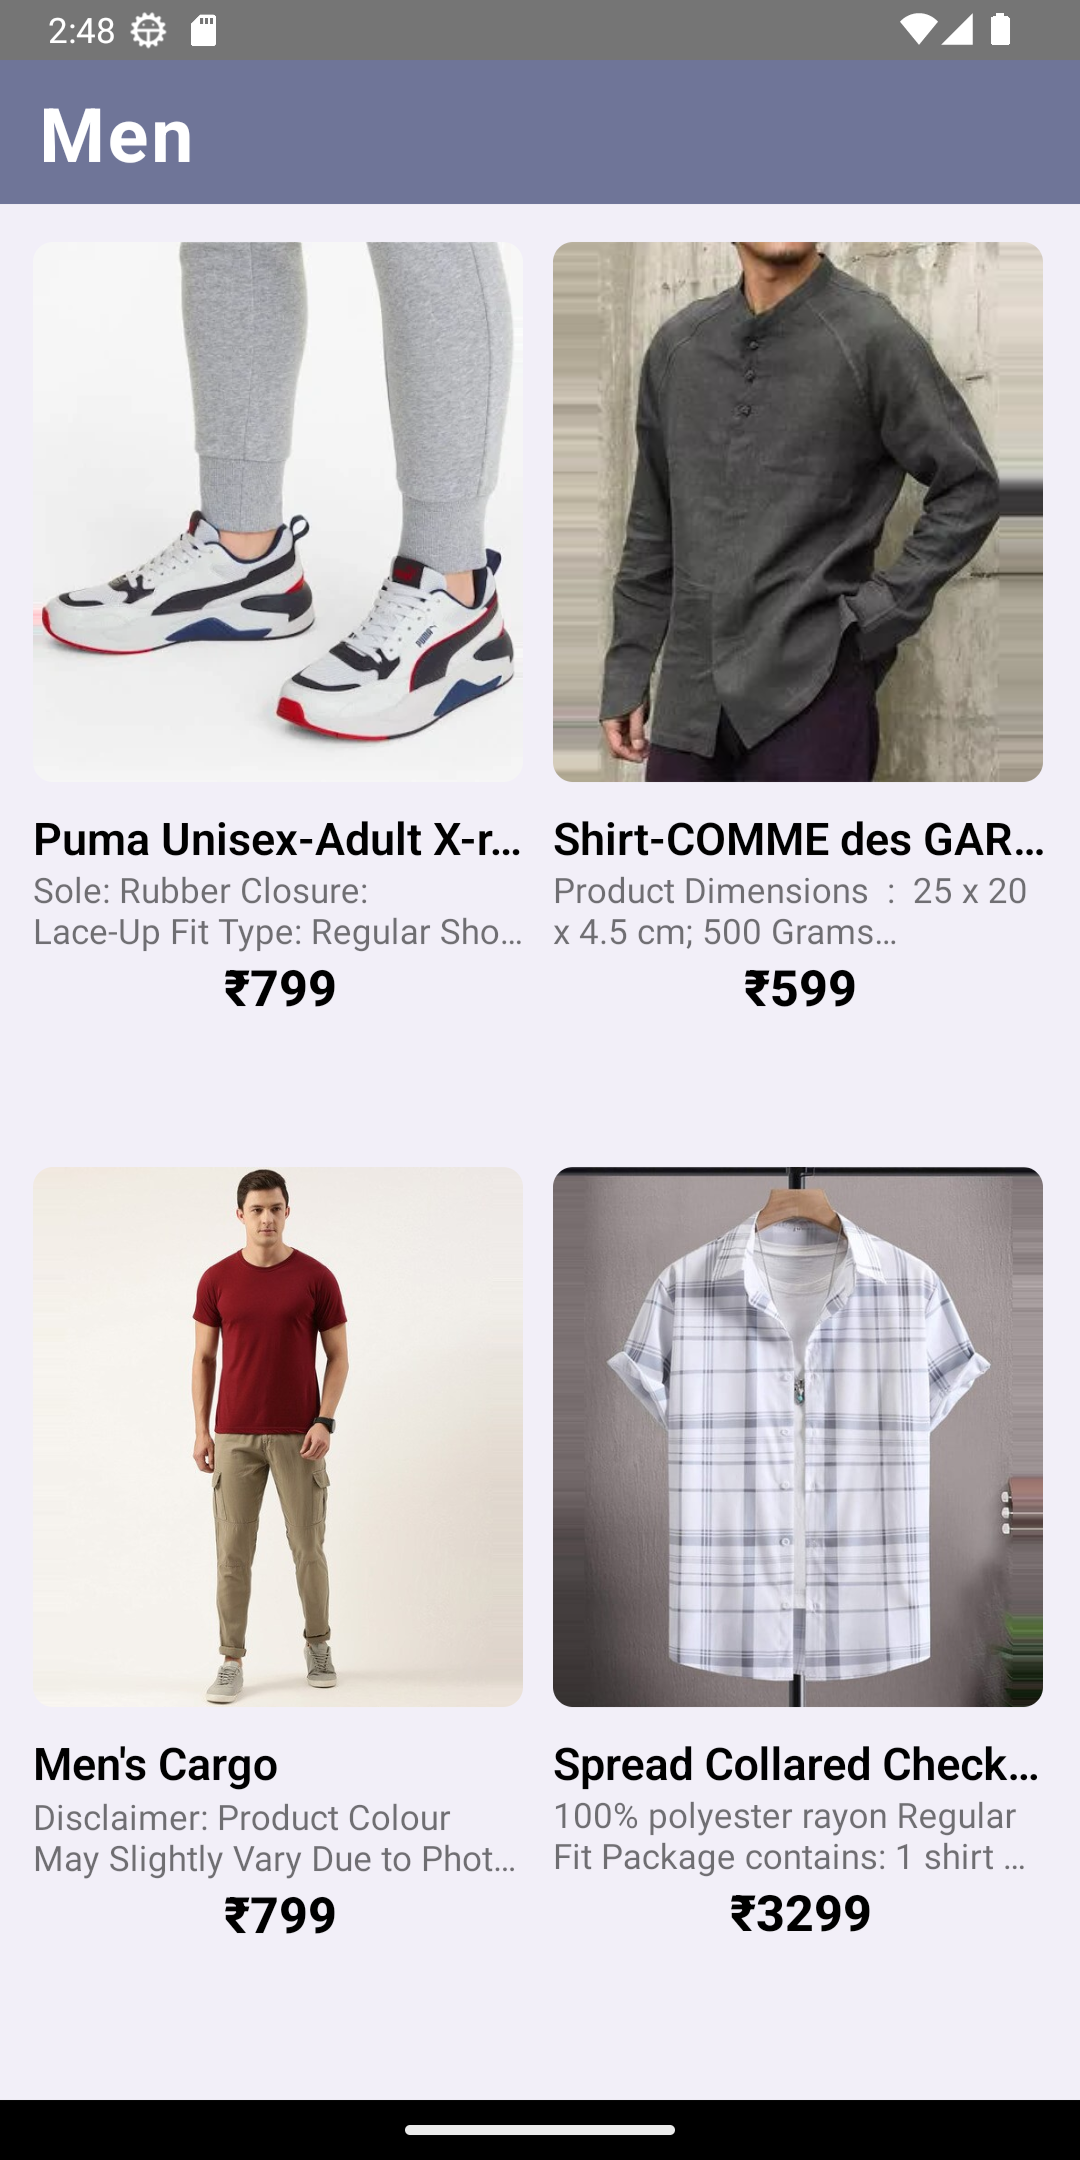 2:48
Men
Puma Unisex-Adult X-r...
Sole: Rubber Closure:
Lace-Up Fit Type: Regular Sho...
₹799
Shirt-COMME des GAR...
Product Dimensions  :  25 x 20
x 4.5 cm; 500 Grams...
₹599
Men's Cargo
Disclaimer: Product Colour
May Slightly Vary Due to Phot...
₹799
Spread Collared Check...
100% polyester rayon Regular
Fit Package contains: 1 shirt ...
₹3299